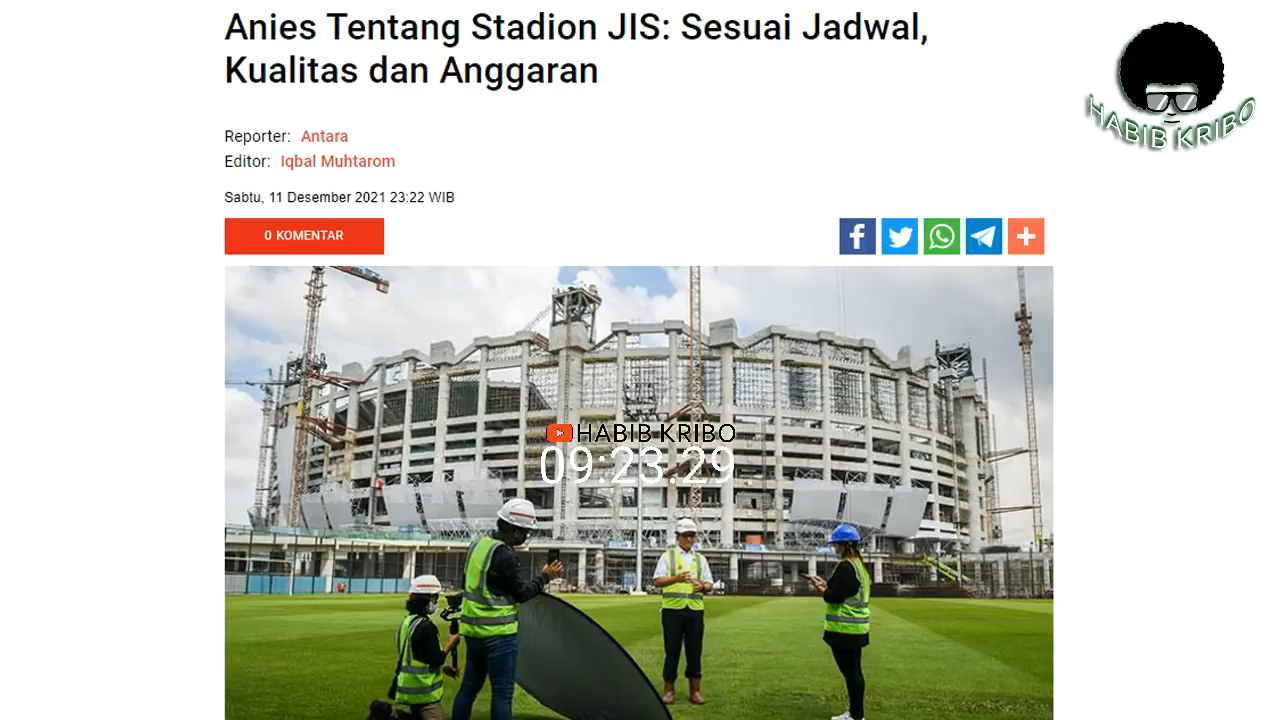 Anies Tentang Stadion JIS: Sesuai Jadwal,
Kualitas dan Anggaran
HABIB KRIBO
Reporter: Antara
Editor: Iqbal Muhtarom
Sabtu, 11 Desember 2021 23:22 WIB
0 KOMENTAR
HABIB KRIBO
09:23.29